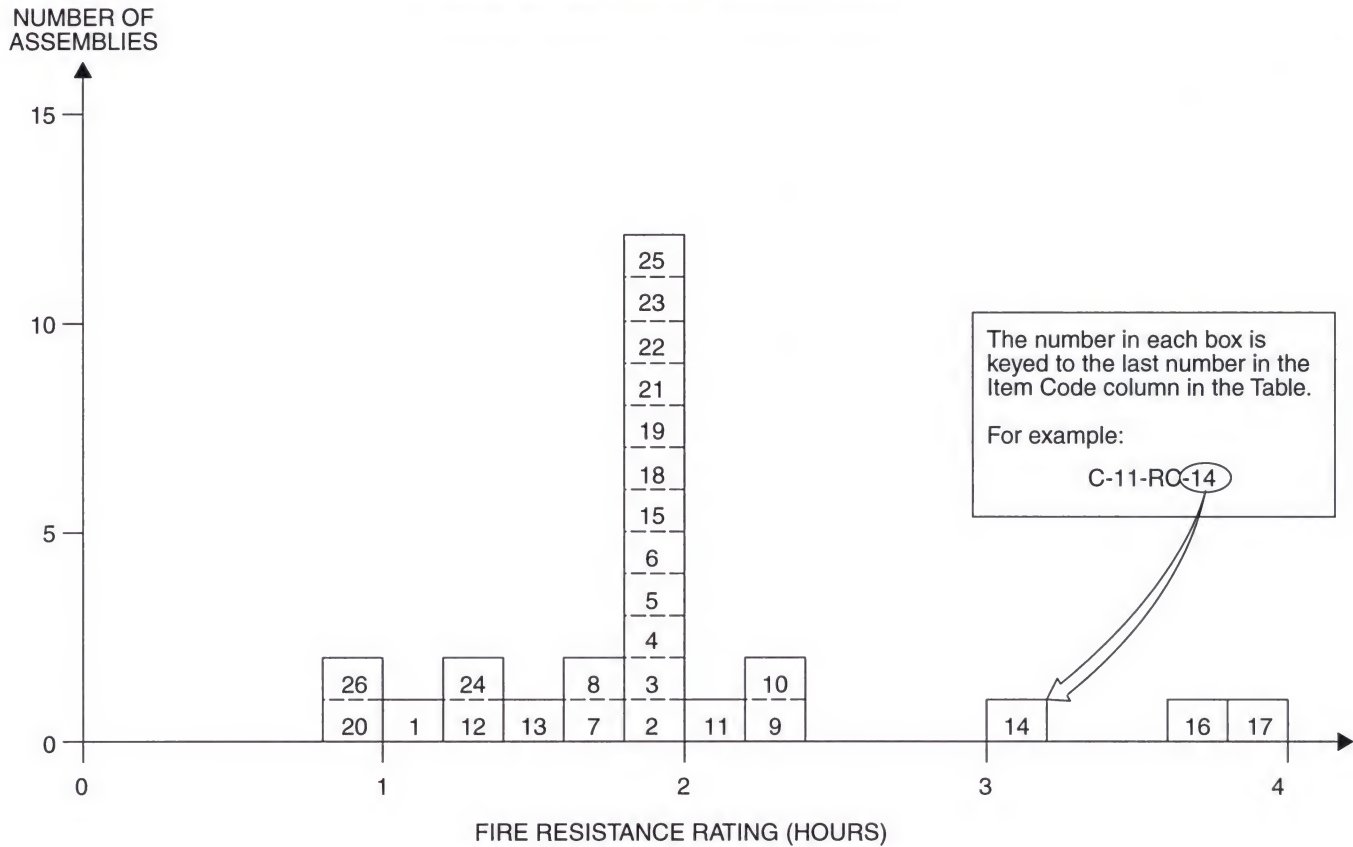 NUMBER OF
ASSEMBLIES
15
10
5
0
25
23
22
21
19
18
15
6
5
4
26 24 8 3 10
20 1 12 13 7 2 11 9 14 16 17
0 1 2 3 4
FIRE RESISTANCE RATING (HOURS)
The number in each box is
keyed to the last number in the
Item Code column in the Table.
For example:
C-11-RC-14